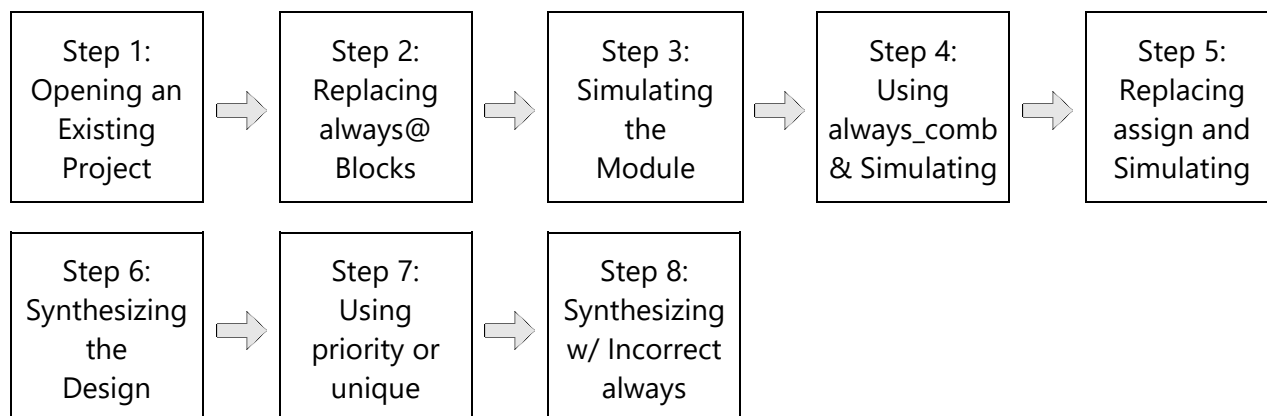 Step 1:
Opening an
Existing
Project
Step 2:
Replacing
always@
Blocks
Step 3:
Simulating
the
Module
Step 4:
Using
always_comb
& Simulating
Step 5:
Replacing
assign and
Simulating
Step 6:
Synthesizing
the
Design
Step 7:
Using
priority or
unique
Step 8:
Synthesizing
w/ Incorrect
always